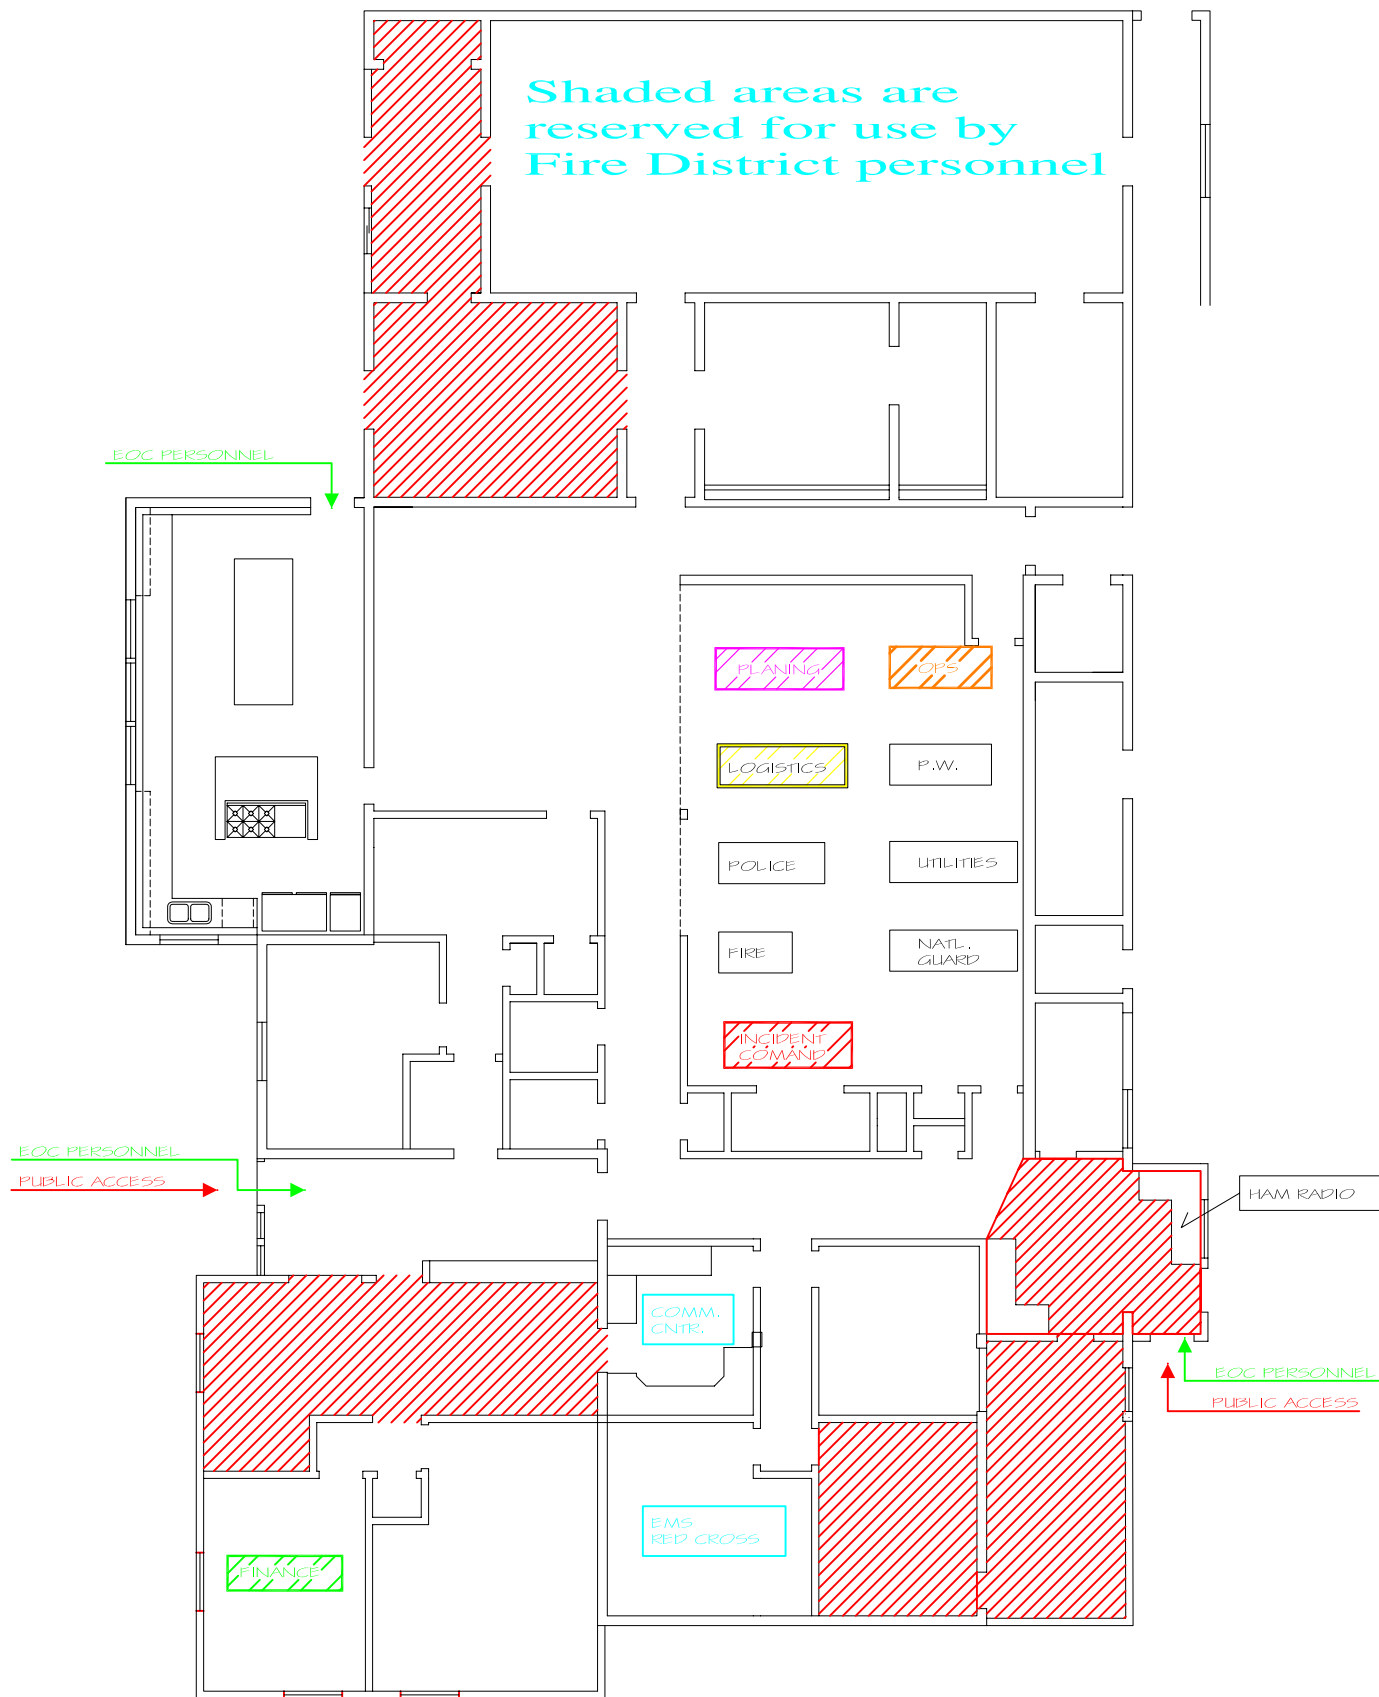 Shaded areas are
reserved for use by
Fire District personnel
EOC PERSONNEL
PLANING
OPS
LOGISTICS
P.W.
POLICE
UTILITIES
FIRE
NATL.
GUARD
INCIDENT
COMAND
EOC PERSONNEL
PUBLIC ACCESS
HAM RADIO
COMM.
CNTR.
EOC PERSONNEL
PUBLIC ACCESS
EMS
RED CROSS
FINANCE